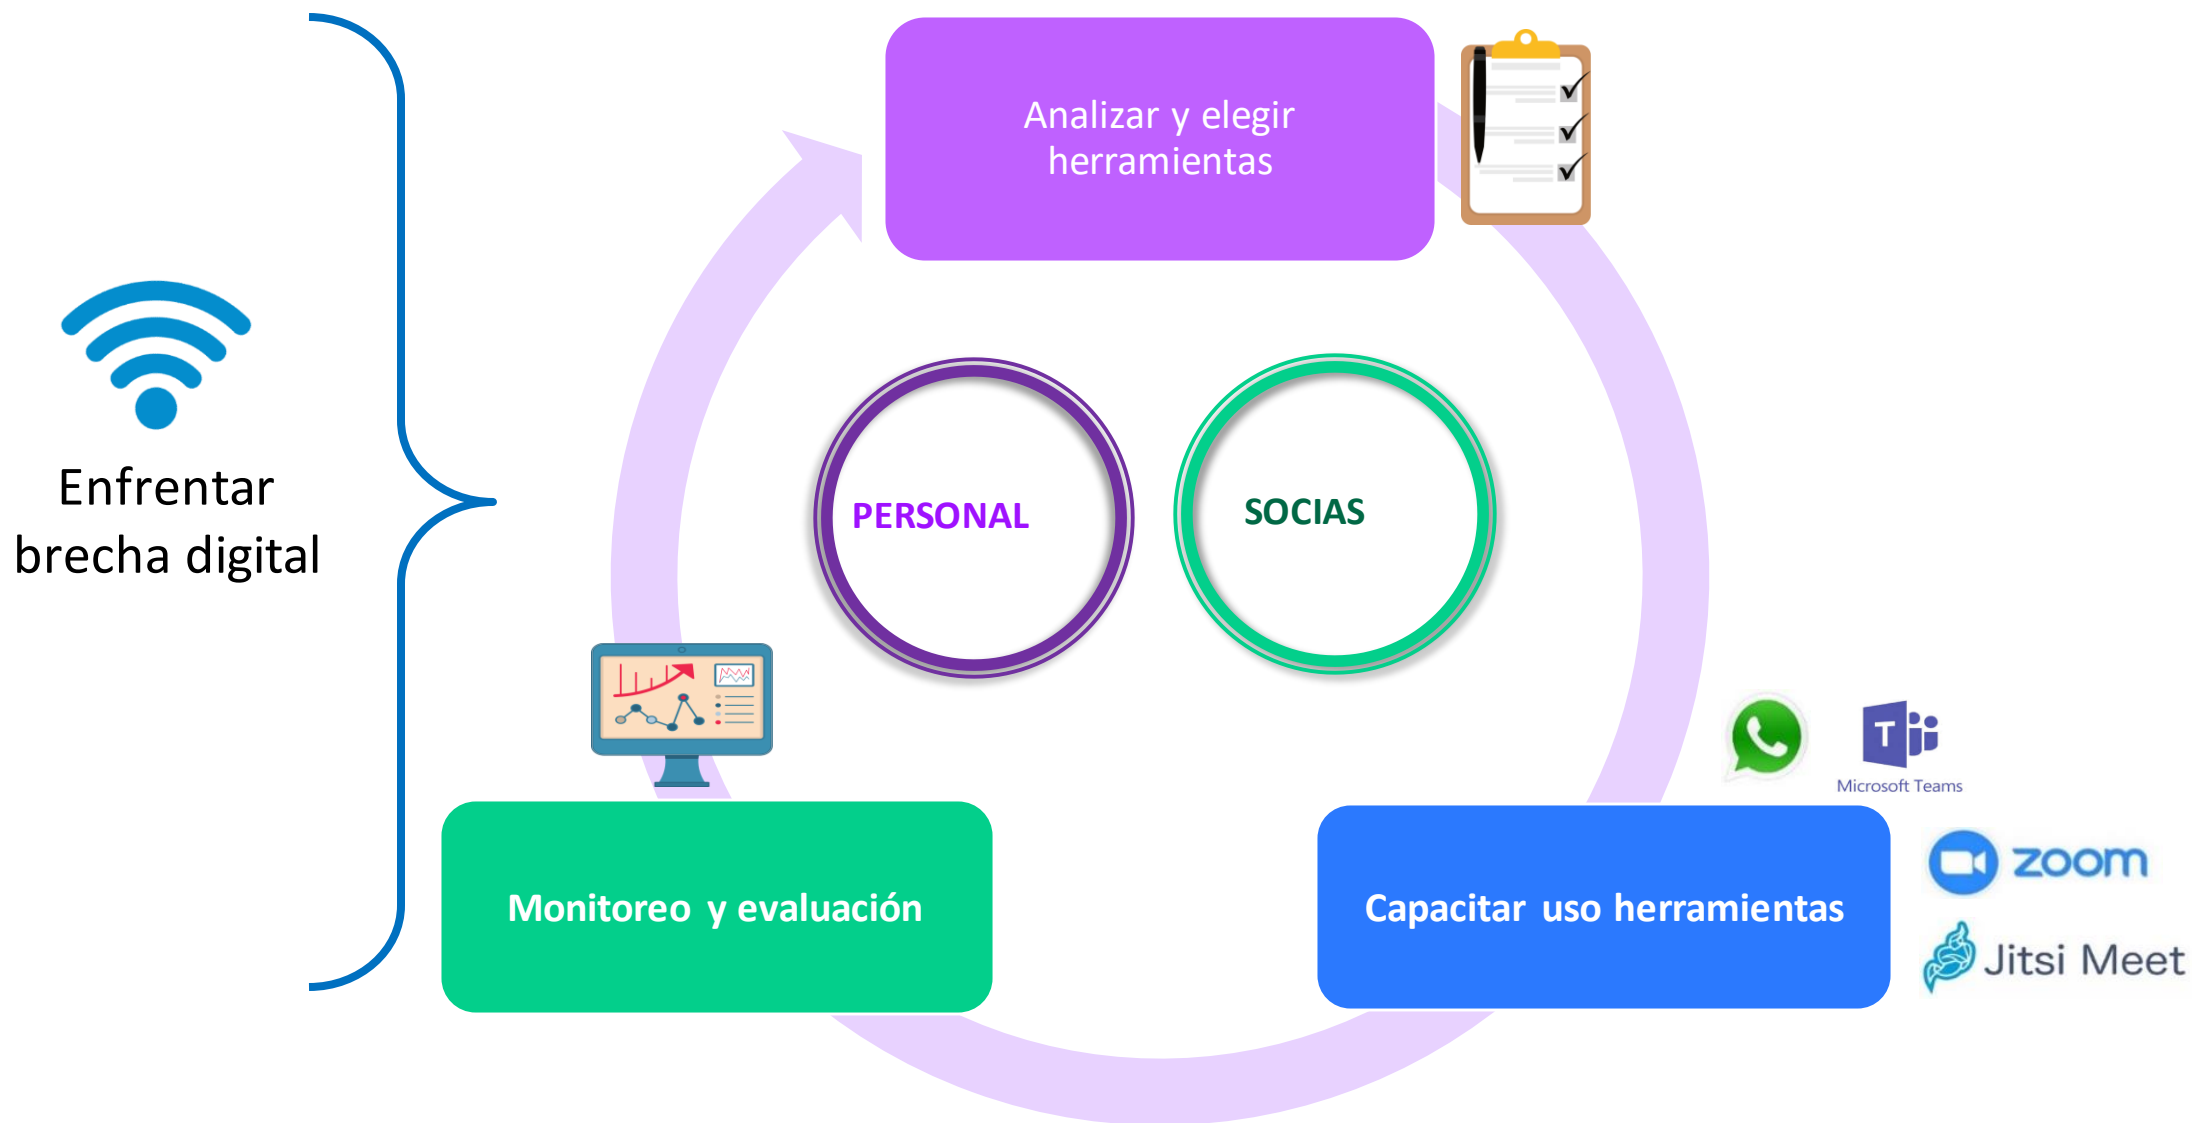 Analizar y elegir
herramientas
Enfrentar
brecha digital
PERSONAL
SOCIAS
Microsoft Teams
zoom
Jitsi Meet
Monitoreo y evaluación
Capacitar uso herramientas